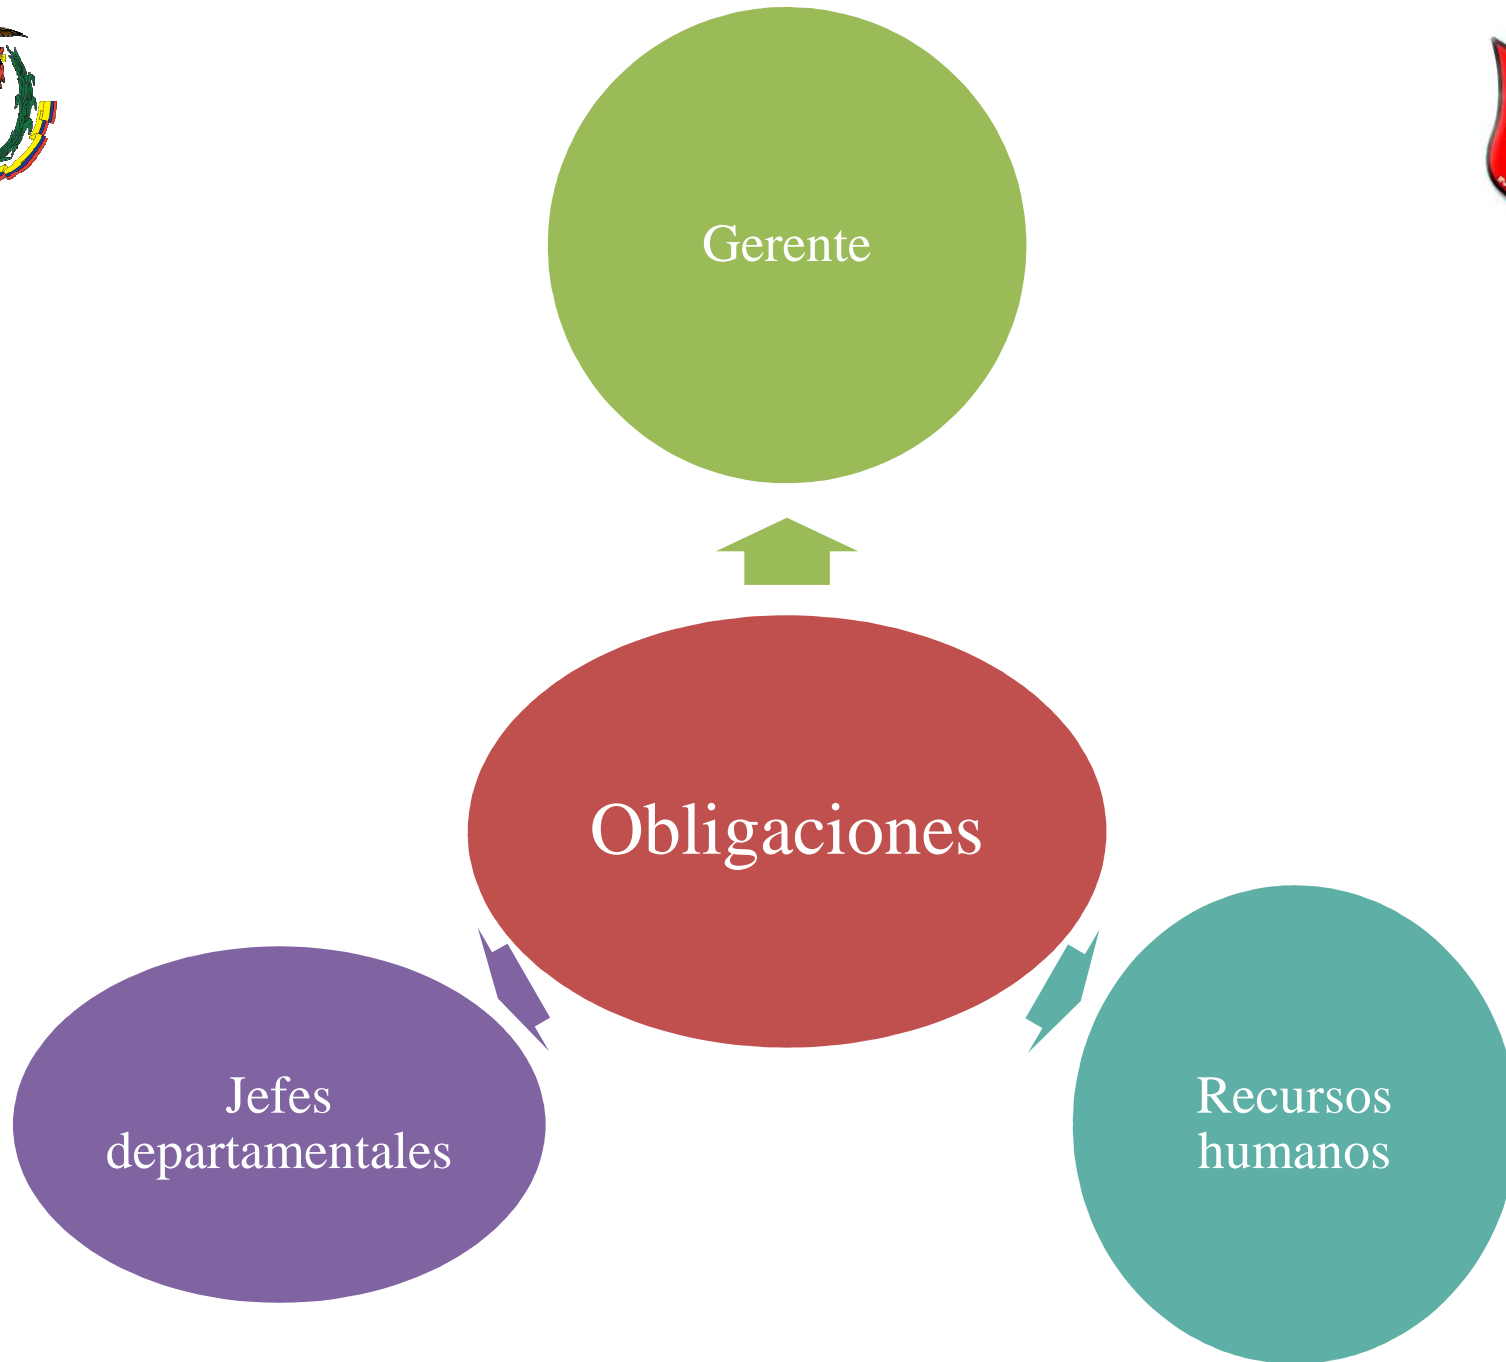 Gerente
Obligaciones
Jefes
departamentales
Recursos
humanos